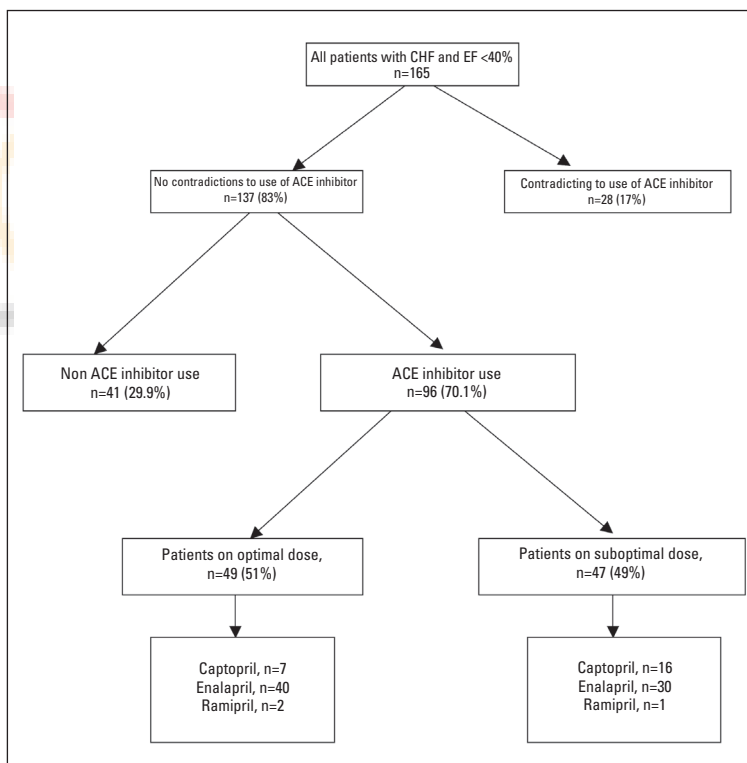 All patients with CHF and EF <40%
n=165
No contradictions to use of ACE inhibitor
n=137 (83%)
Contradicting to use of ACE inhibitor
n=28 (17%)
Non ACE inhibitor use
n=41 (29.9%)
ACE inhibitor use
n=96 (70.1%)
Patients on optimal dose,
n=49 (51%)
Patients on suboptimal dose,
n=47 (49%)
Captopril, n=7
Enalapril, n=40
Ramipril, n=2
Captopril, n=16
Enalapril, n=30
Ramipril, n=1